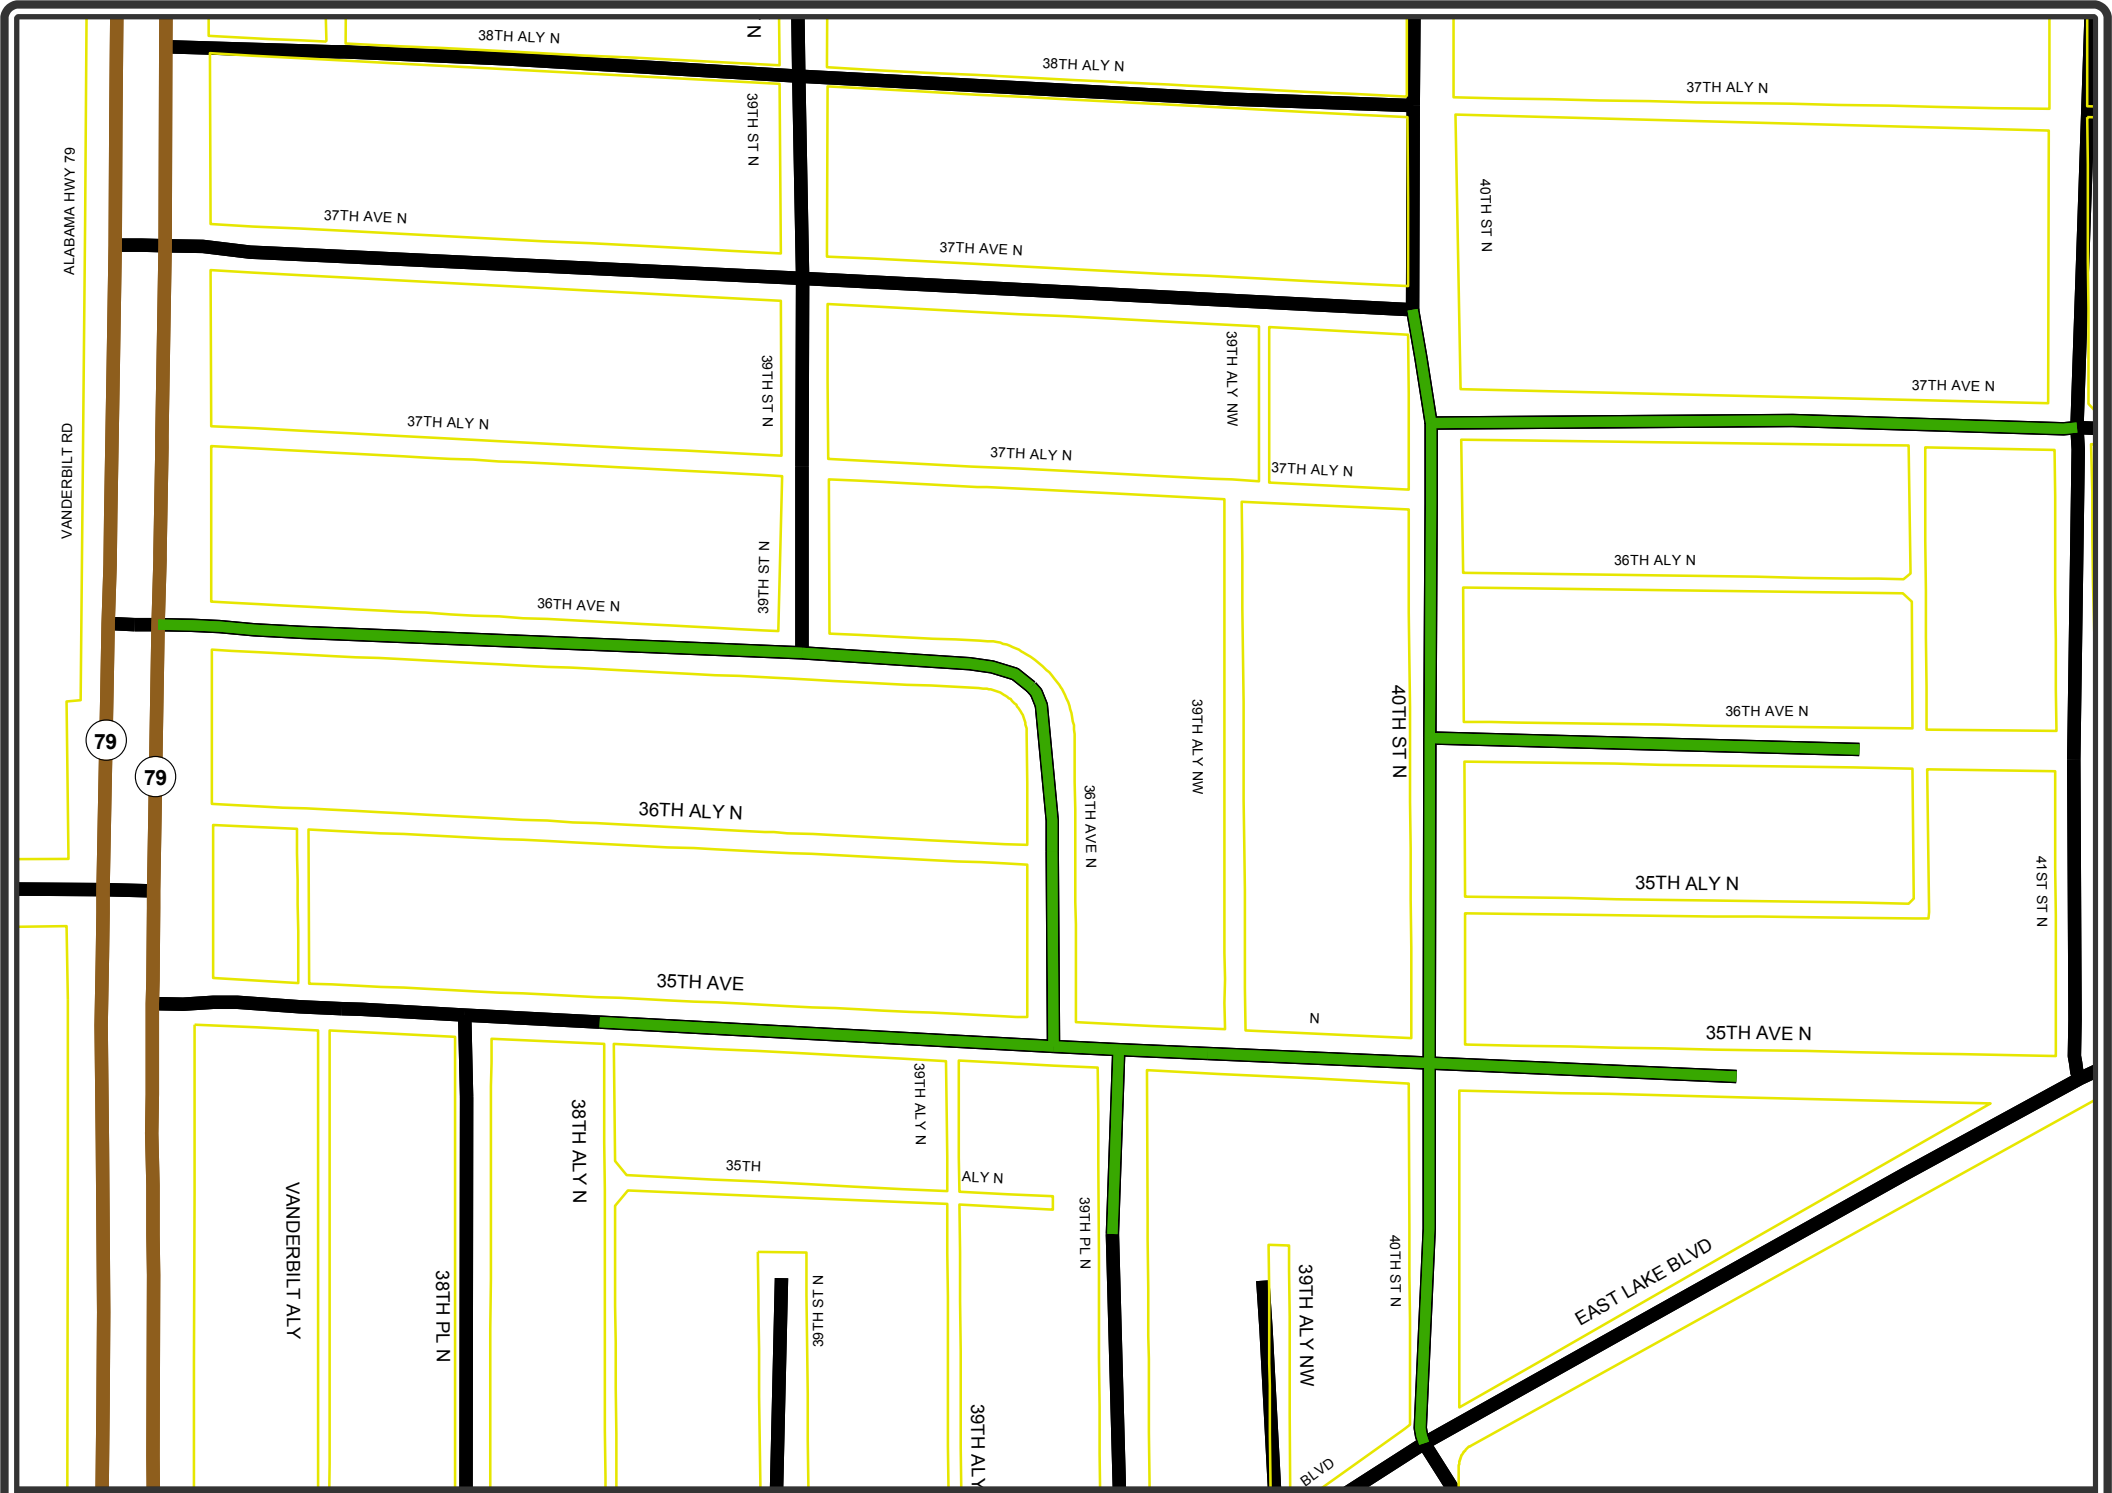 N
38TH ALY N
38TH ALY N
37TH ALY N
39TH ST N
ALABAMA HWY 79
40TH ST N
37TH AVE N
37TH AVE N
39TH ST N
39TH ALY NW
37TH AVE N
37TH ALY N
37TH ALY N
37TH ALY N
VANDERBILT RD
39TH ST N
36TH ALY N
36TH AVE N
40TH ST N
39TH ALY NW
36TH AVE N
79
79
36TH ALY N
36TH AVE N
35TH ALY N
41ST ST N
35TH AVE
N
35TH AVE N
39TH ALY N
38TH ALY N
35TH
ALY N
VANDERBILT ALY
39TH PL N
40TH ST N
38TH PL N
39TH ST N
39TH ALY NW
EAST LAKE BLVD
39TH ALY
BLVD